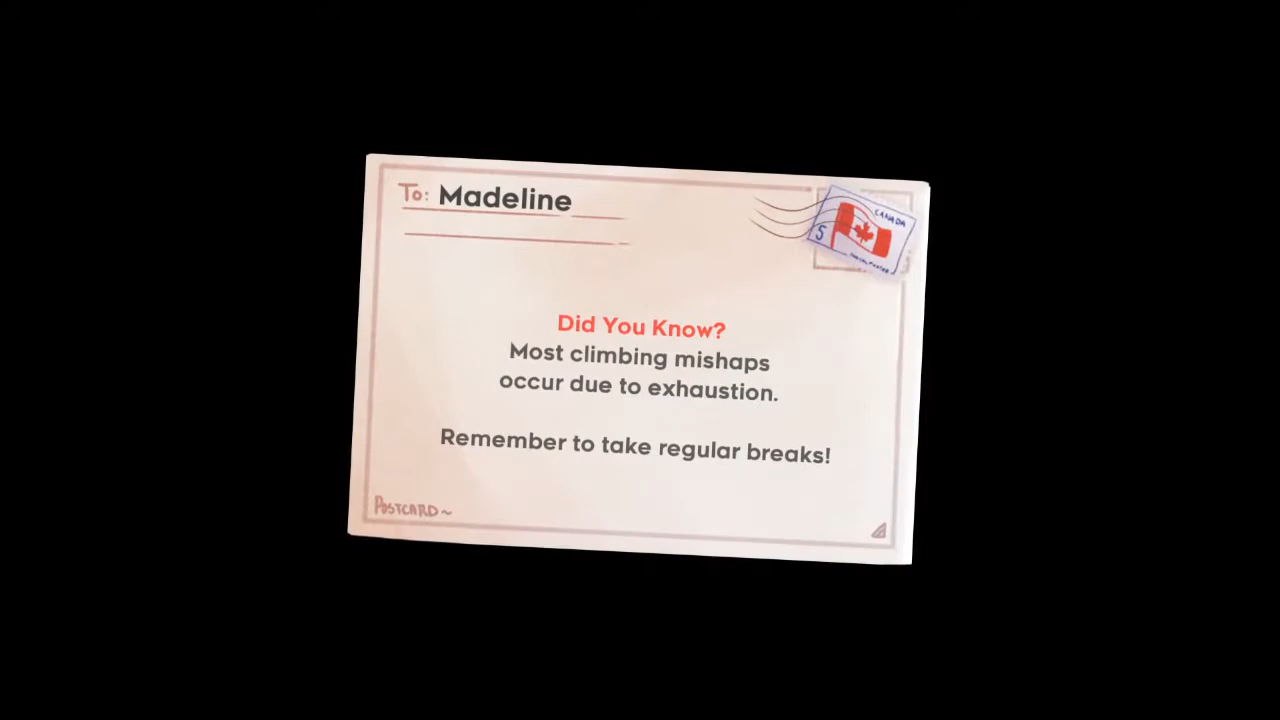 To: Madeline
CANADA
5
Did You Know?
Most climbing mishaps
occur due to exhaustion.
Remember to take regular breaks!
POSTCARD~